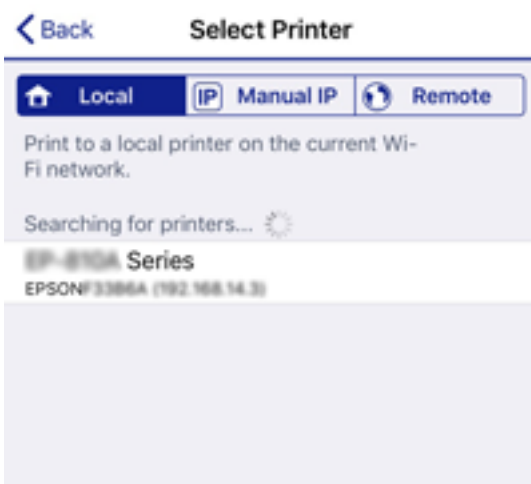 Back Select Printer
Local IP Manual IP Remote
Print to a local printer on the current Wi-
Fi network.
Searching for printers...
Series
EPSON